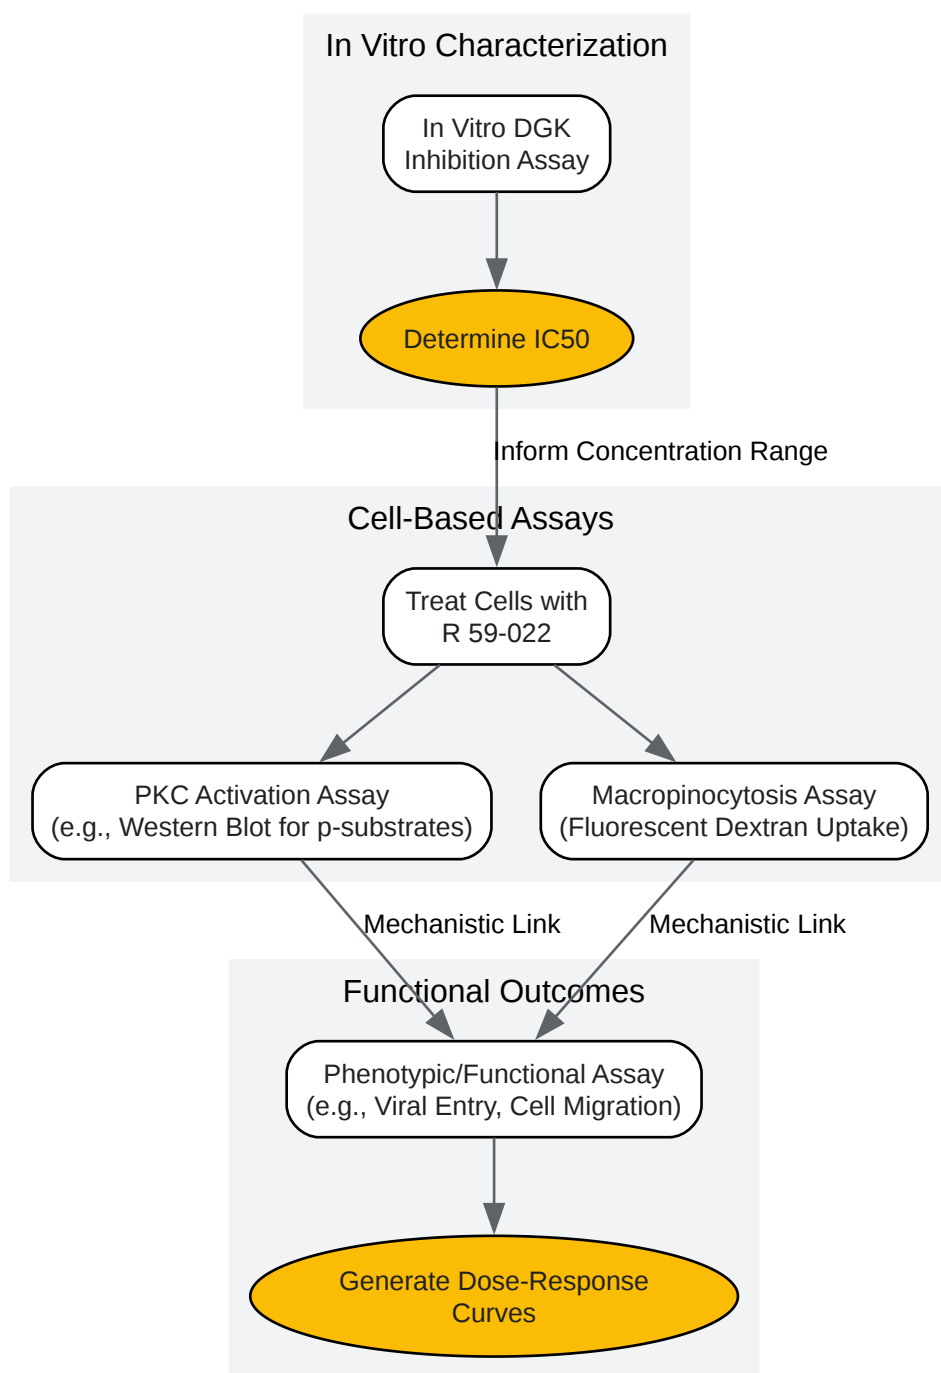 In Vitro Characterization
In Vitro DGK
Inhibition Assay
Determine IC50
Inform Concentration Range
Cell-Based Assays
Treat Cells with
R 59-022
PKC Activation Assay
(e.g., Western Blot for p-substrates)
Macropinocytosis Assay
(Fluorescent Dextran Uptake)
Mechanistic Link
Mechanistic Link
Functional Outcomes
Phenotypic/Functional Assay
(e.g., Viral Entry, Cell Migration)
Generate Dose-Response
Curves